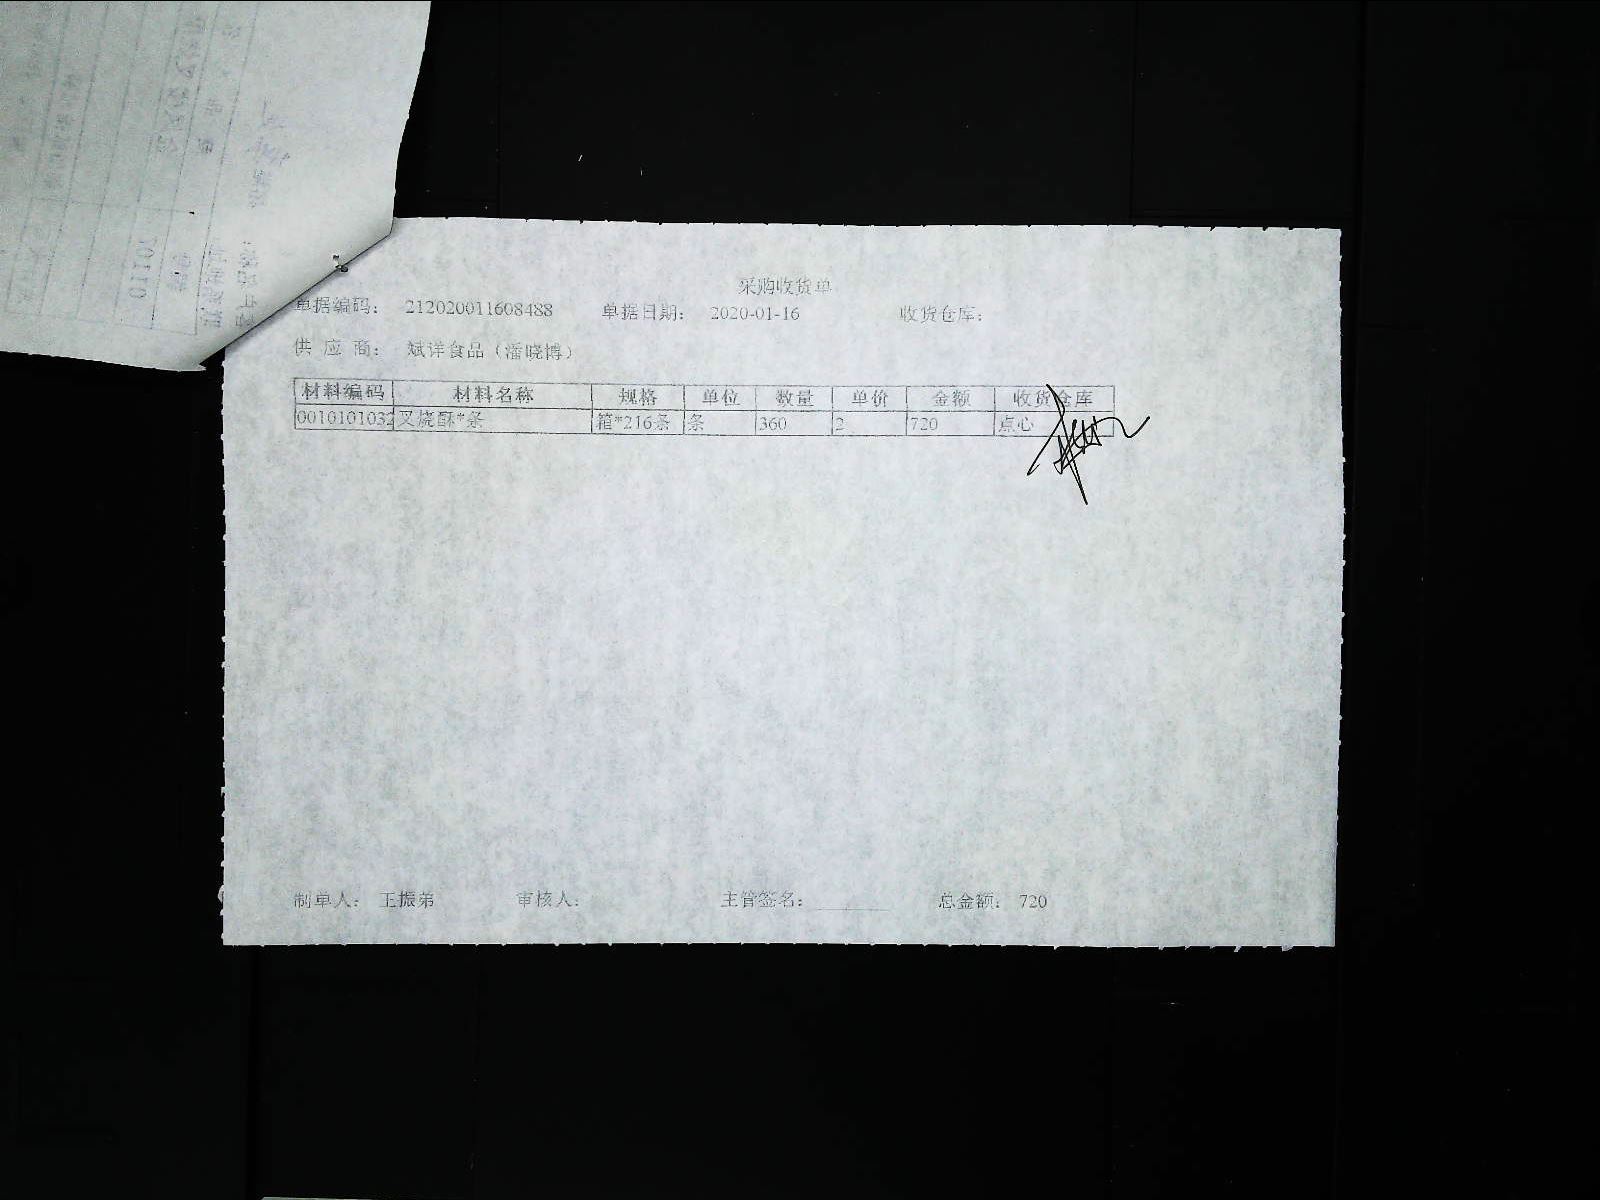 采购收货单
单据编码： 212020011608488 单据日期： 2020-01-16 收货仓库：
供 应 商： 斌洋食品（潘晓博）
材料编码 材料名称 规格 单位 数量 单价 金额 收货仓库
0010101032 叉烧酥*条 箱*216条 条 360 2 720 点心
制单人： 王振弟 审核人： 主管签名： 总金额： 720